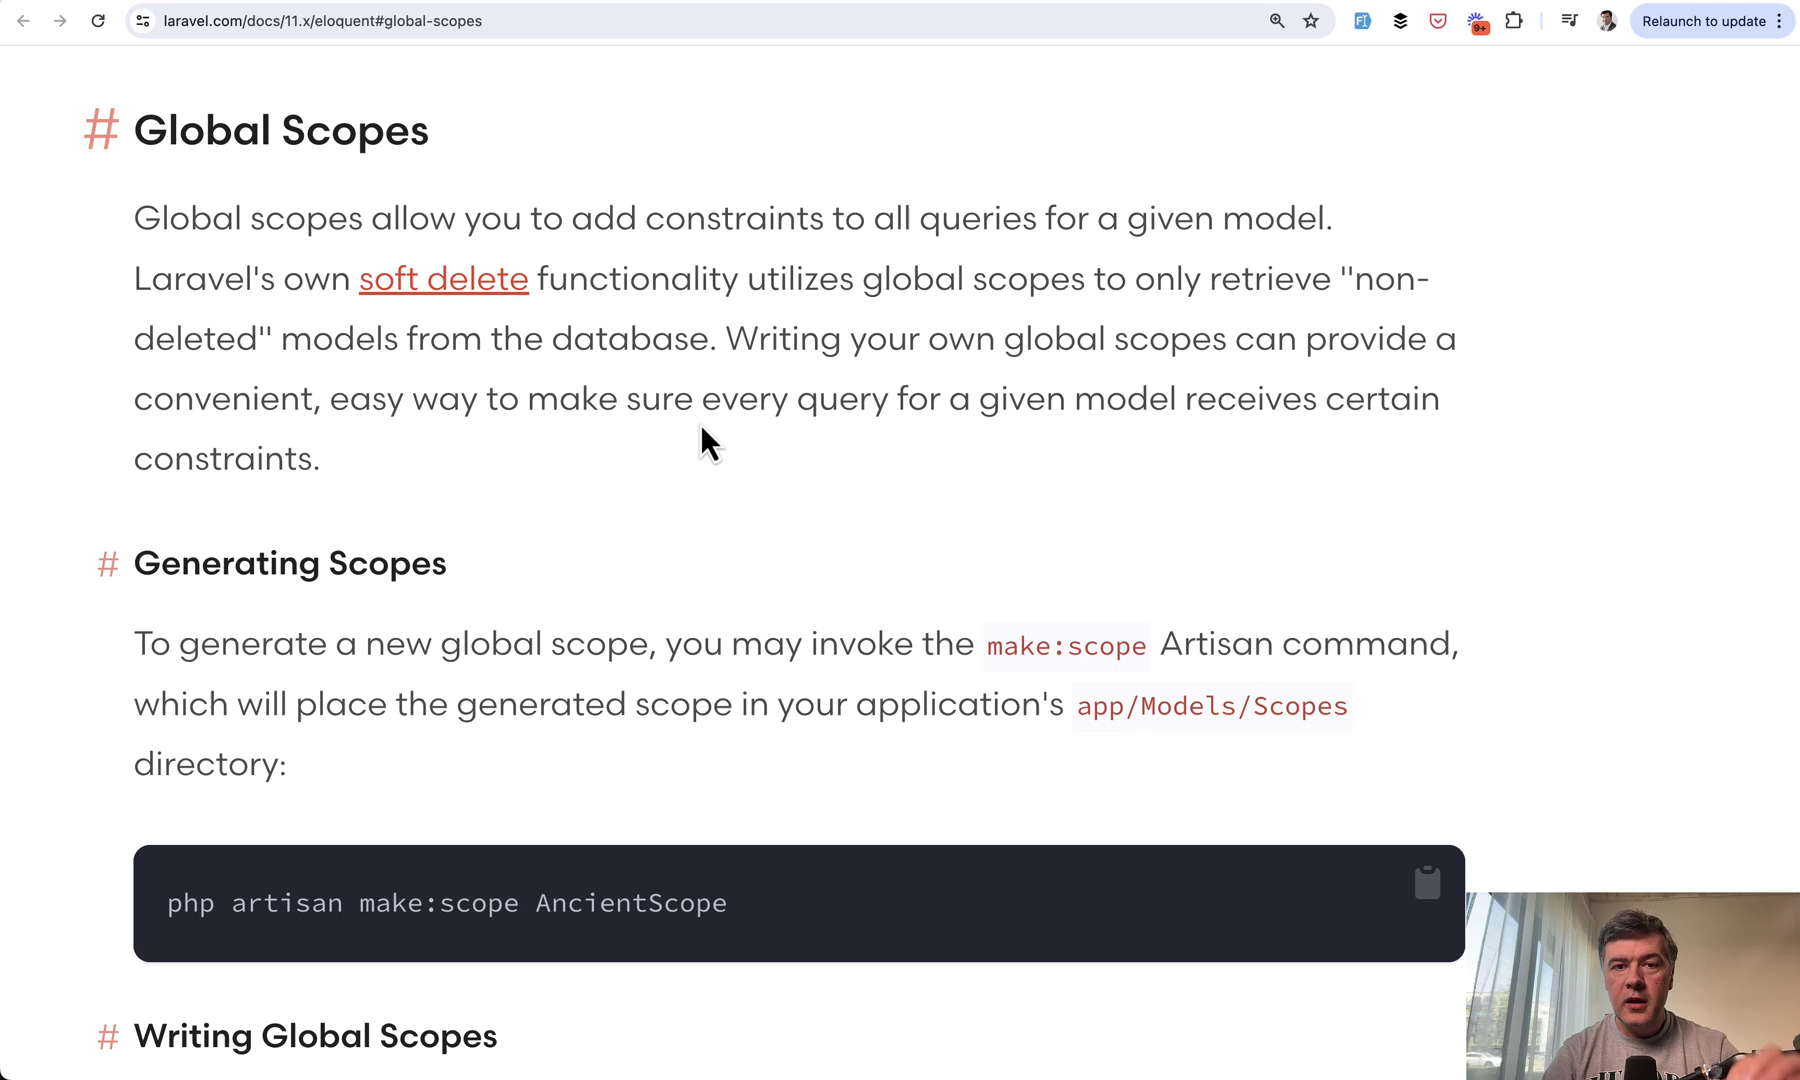 laravel.com/docs/11.x/eloquent#global-scopes
9+
Relaunch to update
# Global Scopes
Global scopes allow you to add constraints to all queries for a given model.
Laravel's own soft delete functionality utilizes global scopes to only retrieve "non-
deleted" models from the database. Writing your own global scopes can provide a
convenient, easy way to make sure every query for a given model receives certain
constraints.
# Generating Scopes
To generate a new global scope, you may invoke the make:scope Artisan command,
which will place the generated scope in your application's app/Models/Scopes
directory:
php artisan make:scope AncientScope
# Writing Global Scopes